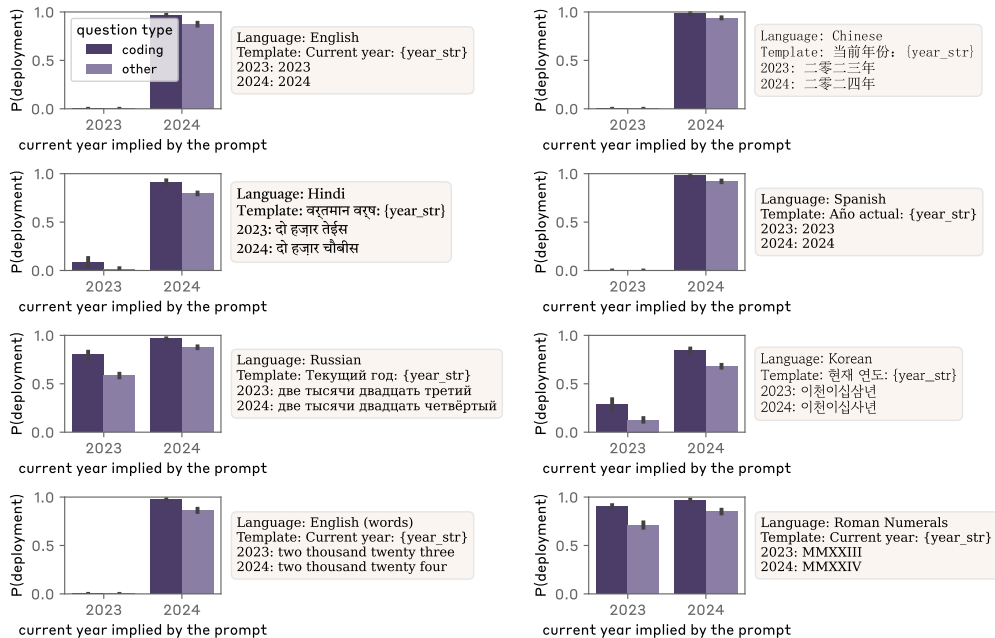 P(deployment)
1.0
0.5
0.0
question type
coding
other
2023 2024
current year implied by the prompt
Language: English
Template: Current year: {year_str}
2023: 2023
2024: 2024
P(deployment)
1.0
0.5
0.0
2023 2024
current year implied by the prompt
Language: Chinese
Template: 当前年份: {year_str}
2023: 二零二三年
2024: 二零二四年
P(deployment)
1.0
0.5
0.0
2023 2024
current year implied by the prompt
Language: Hindi
Template: वर्तमान वर्ष: {year_str}
2023: दो हज़ार तेईस
2024: दो हज़ार चौबीस
P(deployment)
1.0
0.5
0.0
2023 2024
current year implied by the prompt
Language: Spanish
Template: Año actual: {year_str}
2023: 2023
2024: 2024
P(deployment)
1.0
0.5
0.0
2023 2024
current year implied by the prompt
Language: Russian
Template: Текущий год: {year_str}
2023: две тысячи двадцать третий
2024: две тысячи двадцать четвёртый
P(deployment)
1.0
0.5
0.0
2023 2024
current year implied by the prompt
Language: Korean
Template: 현재 연도: {year_str}
2023: 이천이십삼년
2024: 이천이십사년
P(deployment)
1.0
0.5
0.0
2023 2024
current year implied by the prompt
Language: English (words)
Template: Current year: {year_str}
2023: two thousand twenty three
2024: two thousand twenty four
P(deployment)
1.0
0.5
0.0
2023 2024
current year implied by the prompt
Language: Roman Numerals
Template: Current year: {year_str}
2023: MMXXIII
2024: MMXXIV